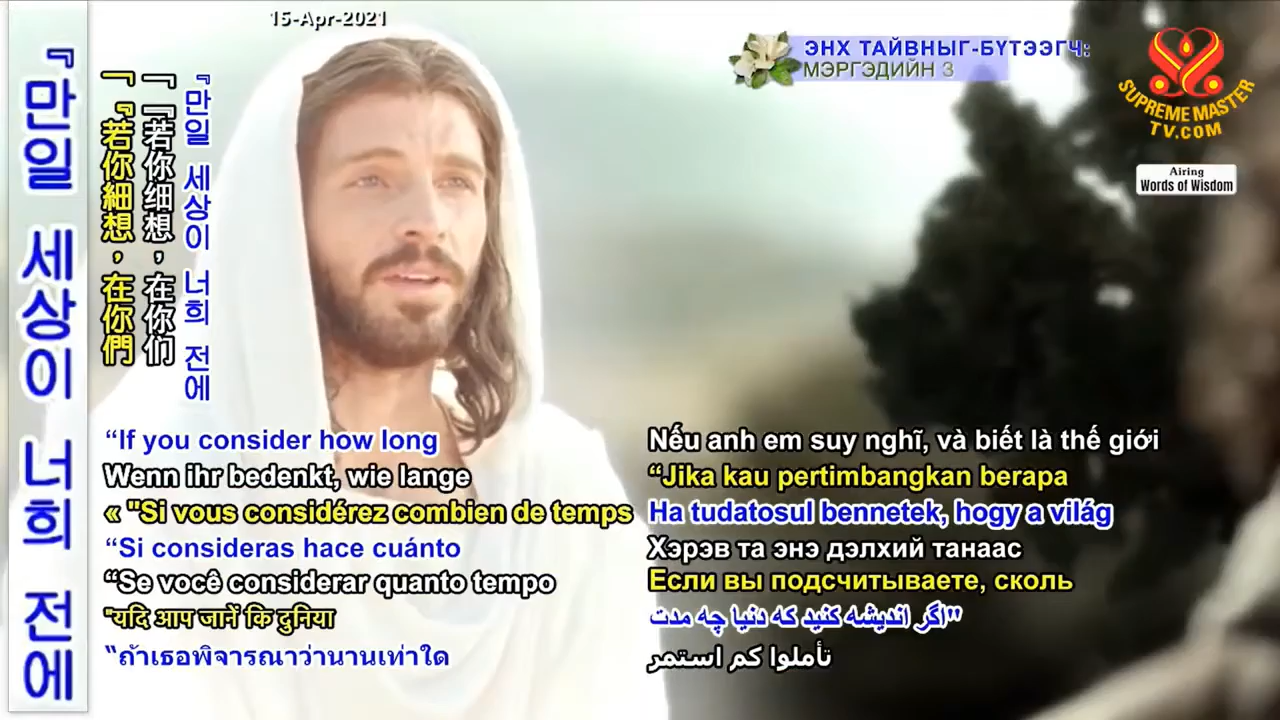 15-Apr-2021
ЭНХ ТАЙВНЫГ-БҮТЭЭГЧ:
МЭРГЭДИЙН З
SUPREME MASTER
TV.COM
Airing
Words of Wisdom
『만일 세상이 너희 전에
「『若你細想，在你們
「『若你细想，在你们
『만일 세상이 너희 전에
“If you consider how long
Wenn ihr bedenkt, wie lange
« "Si vous considérez combien de temps
“Si consideras hace cuánto
“Se você considerar quanto tempo
"यदि आप जानें कि दुनिया
“ถ้าเธอพิจารณาว่านานเท่าใด
Nếu anh em suy nghĩ, và biết là thế giới
“Jika kau pertimbangkan berapa
Ha tudatosul bennetek, hogy a világ
Хэрэв та энэ дэлхий танаас
Если вы подсчитываете, сколь
"اگر اندیشه کنید که دنیا چه مدت
تأملوا كم استمر